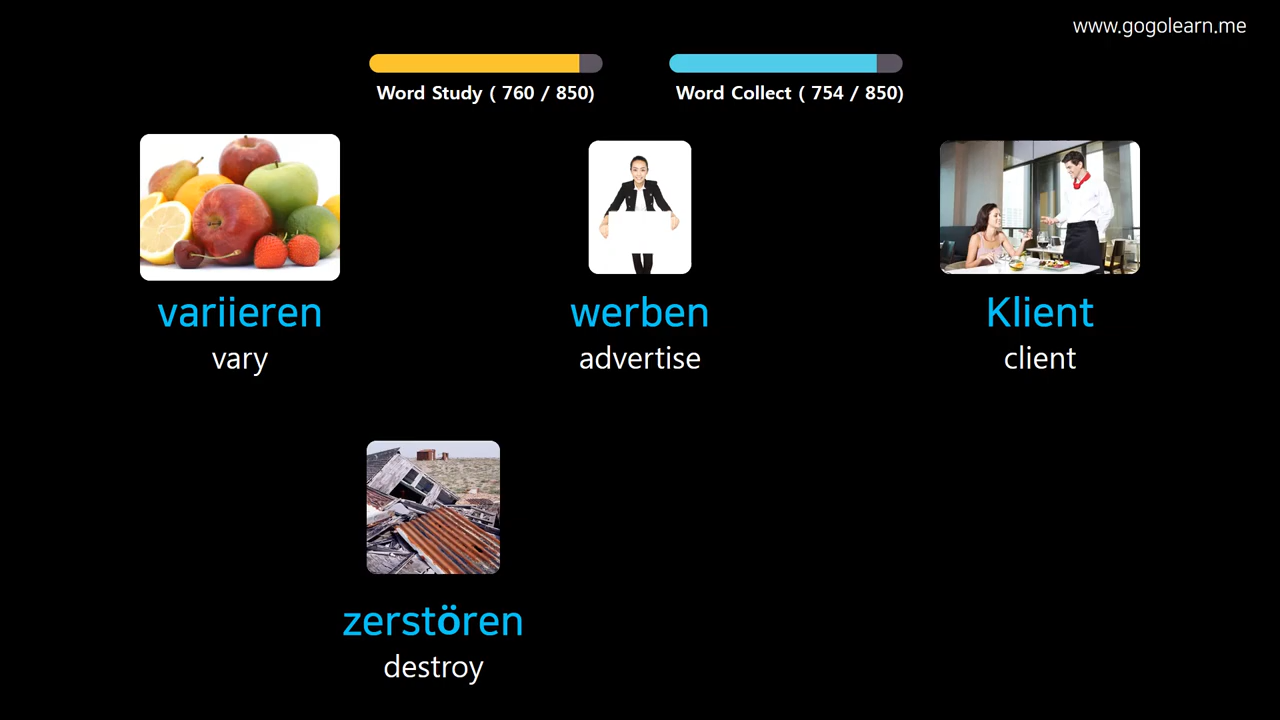 www.gogolearn.me
Word Study ( 760 / 850)
Word Collect ( 754 / 850)
variieren
vary
werben
advertise
Klient
client
zerstören
destroy